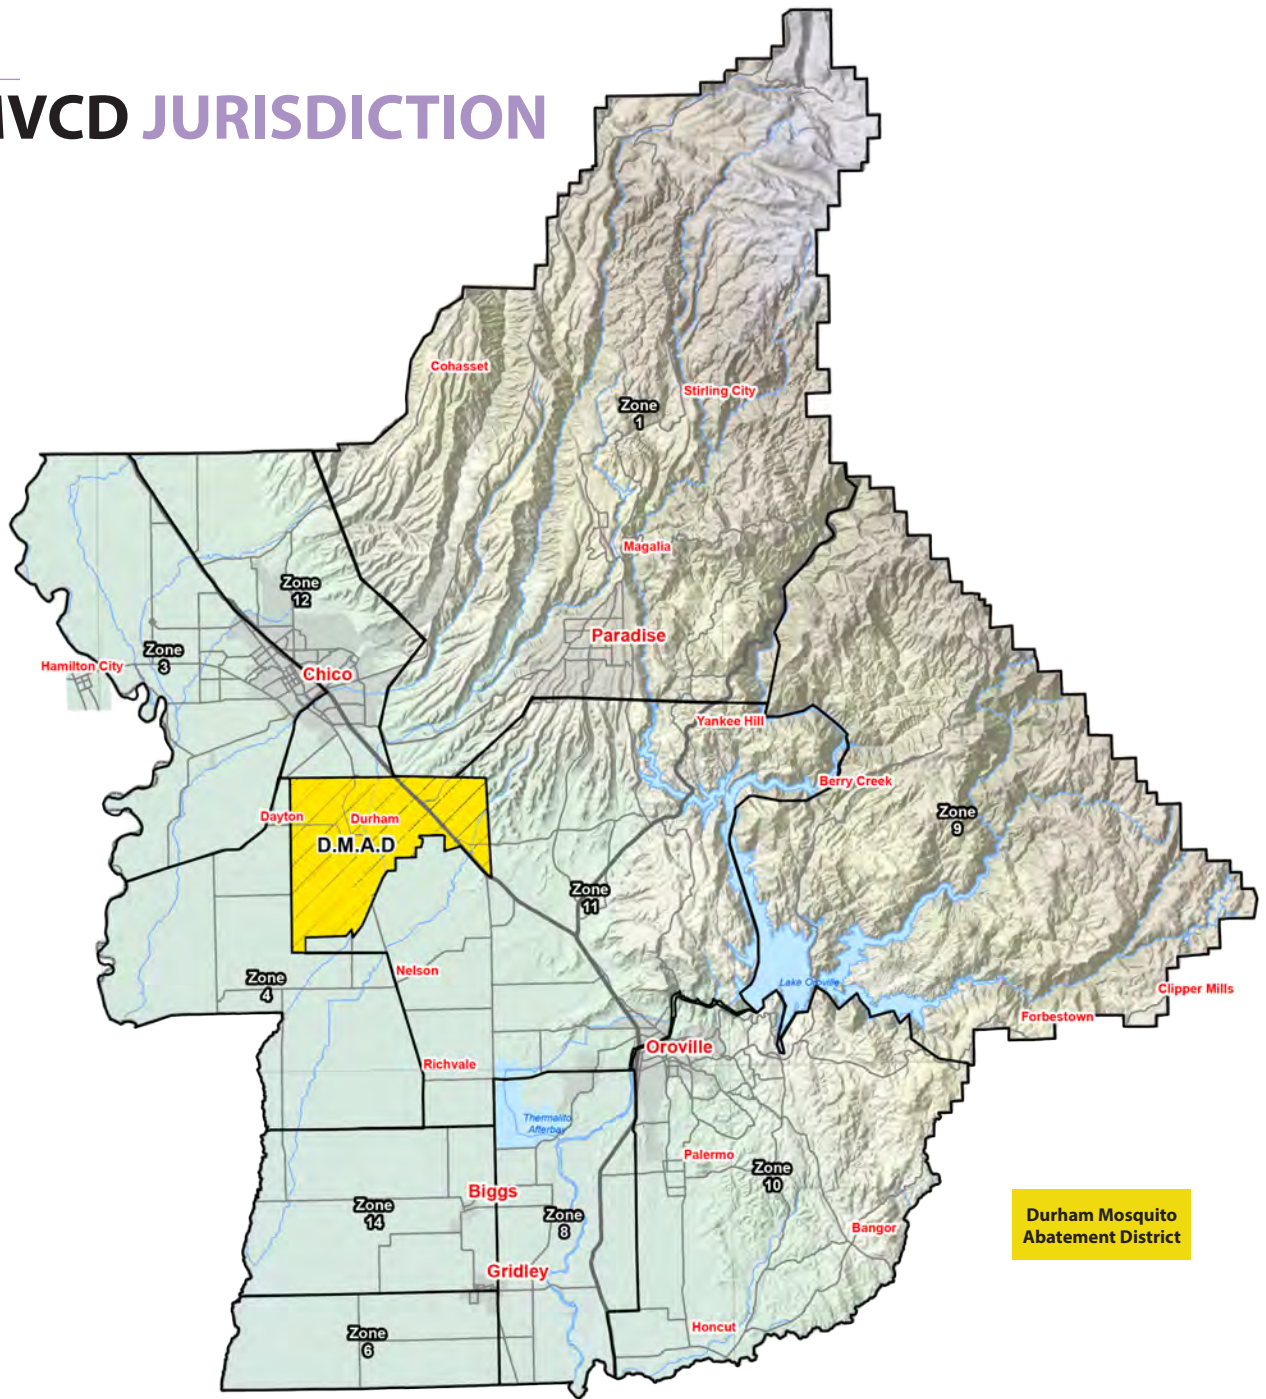 MVCD JURISDICTION
Cohasset
Stirling City
Zone
1
Magalia
Zone
12
Paradise
Zone
3
Hamilton City
Chico
Yankee Hill
Berry Creek
Dayton
Durham
D.M.A.D
Zone
9
Zone
11
Nelson
Zone
4
Lake Oroville
Clipper Mills
Forbestown
Oroville
Richvale
Thermalito
Afterbay
Palermo
Zone
10
Biggs
Zone
14
Zone
8
Bangor
Durham Mosquito
Abatement District
Gridley
Honcut
Zone
6